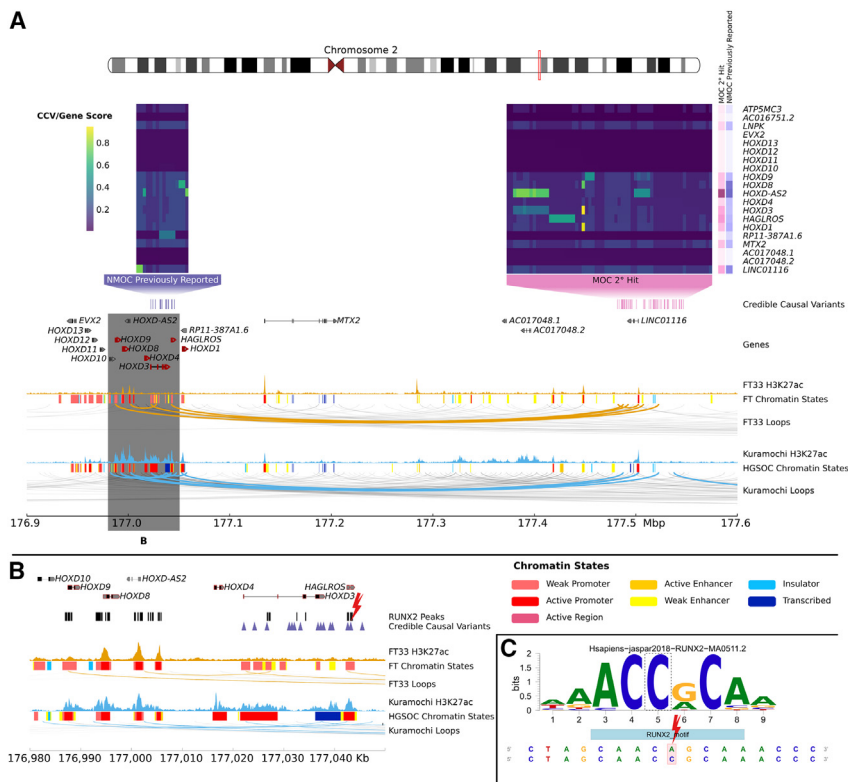 A
Chromosome 2
CCV/Gene Score
0.8
0.6
0.4
0.2
MOC 2° Hit
NMOC Previously Reported
ATP5MC3
AC016751.2
LNPK
EVX2
HOXD13
HOXD12
HOXD11
HOXD10
HOXD9
HOXD8
HOXD-AS2
HOXD4
HOXD3
HAGLROS
HOXD1
RP11-387A1.6
MTX2
AC017048.1
AC017048.2
LINC01116
NMOC Previously Reported
MOC 2° Hit
Credible Causal Variants
EVX2
HOXD-AS2
MTX2
AC017048.1
LINC01116
HOXD13
RP11-387A1.6
AC017048.2
HOXD12
HOXD9
HAGLROS
Genes
HOXD11
HOXD8
HOXD1
HOXD10
HOXD4
HOXD3
FT33 H3K27ac
FT Chromatin States
FT33 Loops
Kuramochi H3K27ac
HGSOC Chromatin States
Kuramochi Loops
176.9
177.0
177.1
177.2
177.3
177.4
177.5
Mbp
177.6
B
B
HOXD10
HOXD-AS2
HOXD4
HAGLROS
HOXD9
HOXD8
HOXD3
RUNX2 Peaks
Credible Causal Variants
FT33 H3K27ac
FT Chromatin States
FT33 Loops
Kuramochi H3K27ac
HGSOC Chromatin States
Kuramochi Loops
176,980
176,990
177,000
177,010
177,020
177,030
177,040 Kb
Chromatin States
Weak Promoter
Active Enhancer
Insulator
Active Promoter
Weak Enhancer
Transcribed
Active Region
C
Hsapiens-jaspar2018-RUNX2-MA0511.2
2
1.5
1
0.5
0
bits
A A A C C G C A A
1 2 3 4 5 6 7 8 9
RUNX2 motif
5' C T A G C A A C A G C A A A C C C 3'
3' C T A G C A A C C G C A A A C C C 5'